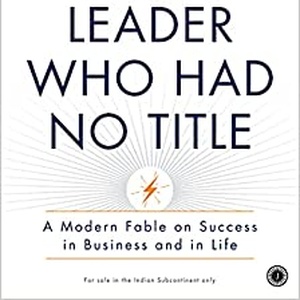 LEADER
WHO HAD
NO TITLE
A Modern Fable on Success
in Business and in Life
For sale in the Indian Subcontinent only